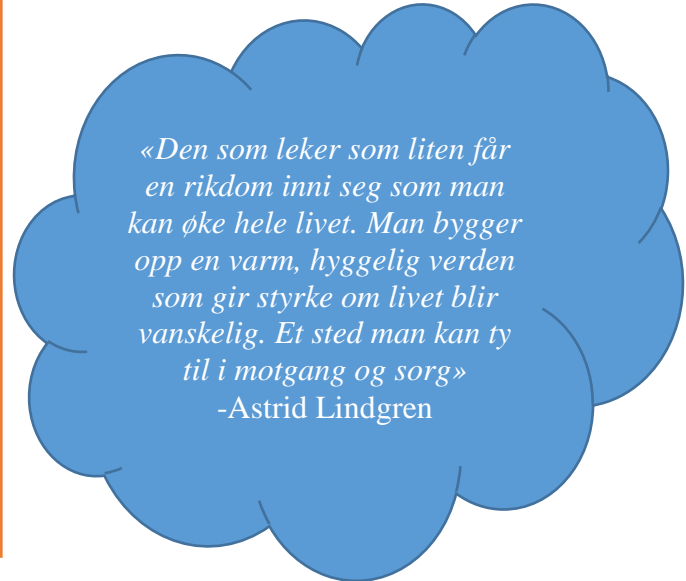 «Den som leker som liten får
en rikdom inni seg som man
kan øke hele livet. Man bygger
opp en varm, hyggelig verden
som gir styrke om livet blir
vanskelig. Et sted man kan ty
til i motgang og sorg»
-Astrid Lindgren